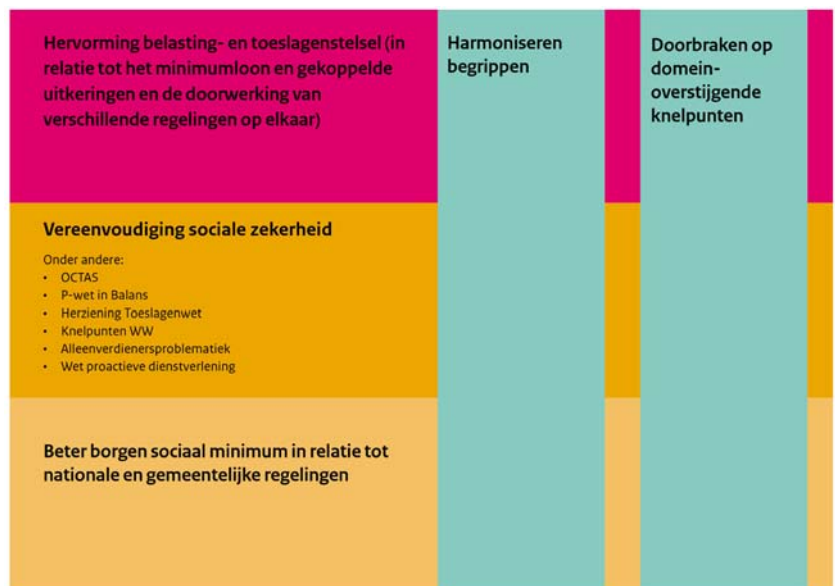 Hervorming belasting- en toeslagenstelsel (in
relatie tot het minimumloon en gekoppelde
uitkeringen en de doorwerking van
verschillende regelingen op elkaar)
Harmoniseren
begrippen
Doorbraken op
domein-
overstijgende
knelpunten
Vereenvoudiging sociale zekerheid
Onder andere:
• OCTAS
• P-wet in Balans
• Herziening Toeslagenwet
• Knelpunten WW
• Alleenverdienersproblematiek
• Wet proactieve dienstverlening
Beter borgen sociaal minimum in relatie tot
nationale en gemeentelijke regelingen